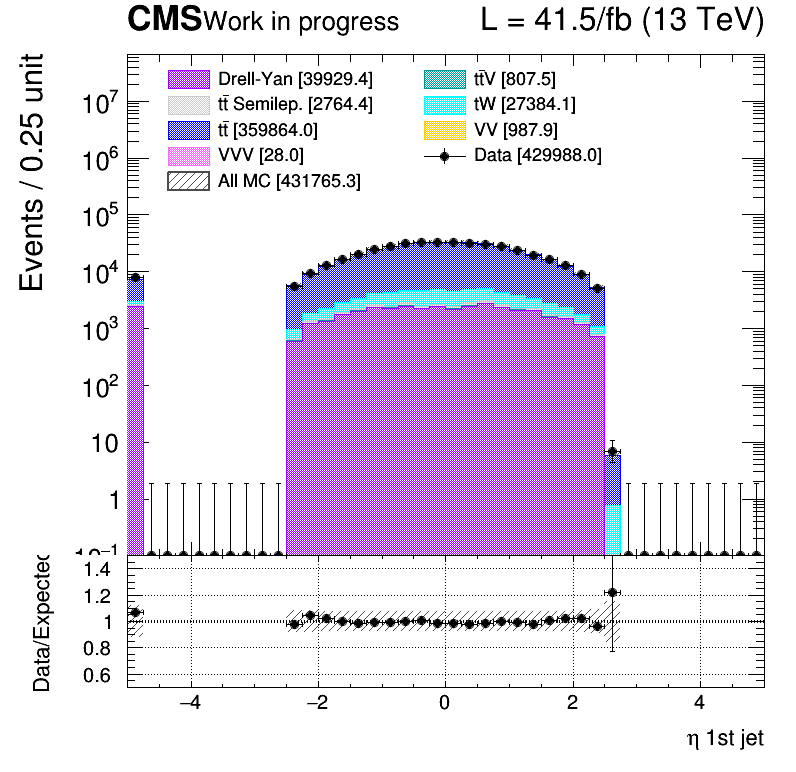 CMS Work in progress L = 41.5/fb (13 TeV)
Events / 0.25 unit
Drell-Yan [39929.4]
tt̄V [807.5]
tt̄ Semilep. [2764.4]
tW [27384.1]
tt̄ [359864.0]
VV [987.9]
VVV [28.0]
Data [429988.0]
All MC [431765.3]
10⁷
10⁶
10⁵
10⁴
10³
10²
10
1
10⁻¹
Data/Expected
1.4
1.2
1
0.8
0.6
−4 −2 0 2 4
η 1st jet